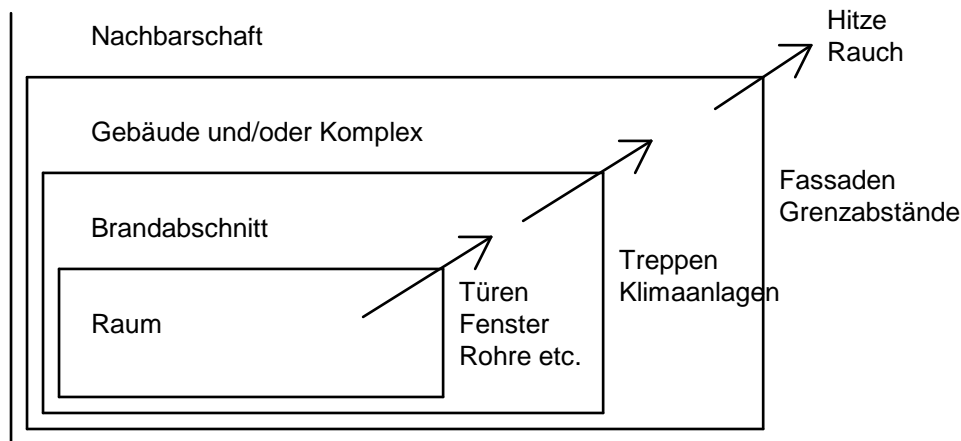 Nachbarschaft
Hitze
Rauch
Gebäude und/oder Komplex
Fassaden
Grenzabstände
Brandabschnitt
Treppen
Klimaanlagen
Raum
Türen
Fenster
Rohre etc.